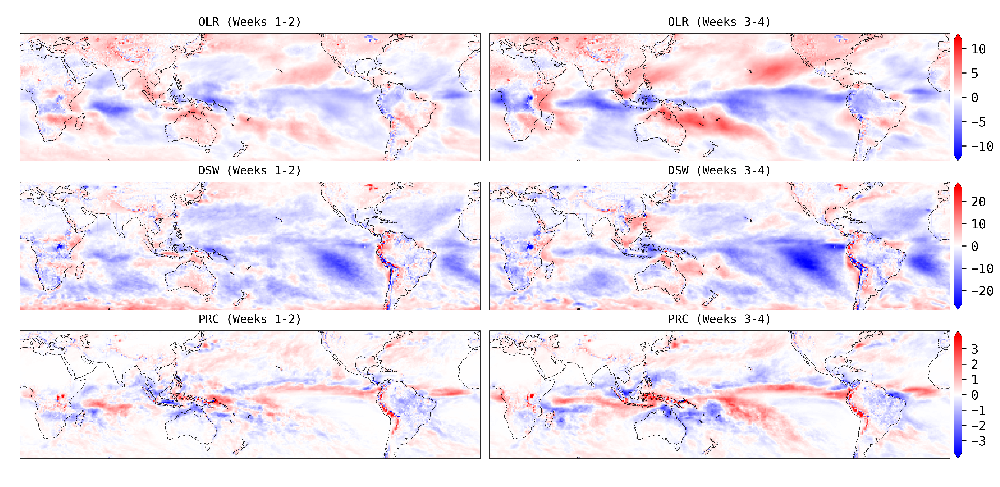 OLR (Weeks 1-2)
OLR (Weeks 3-4)
10
5
0
−5
−10
DSW (Weeks 1-2)
DSW (Weeks 3-4)
20
10
0
−10
−20
PRC (Weeks 1-2)
PRC (Weeks 3-4)
3
2
1
0
−1
−2
−3